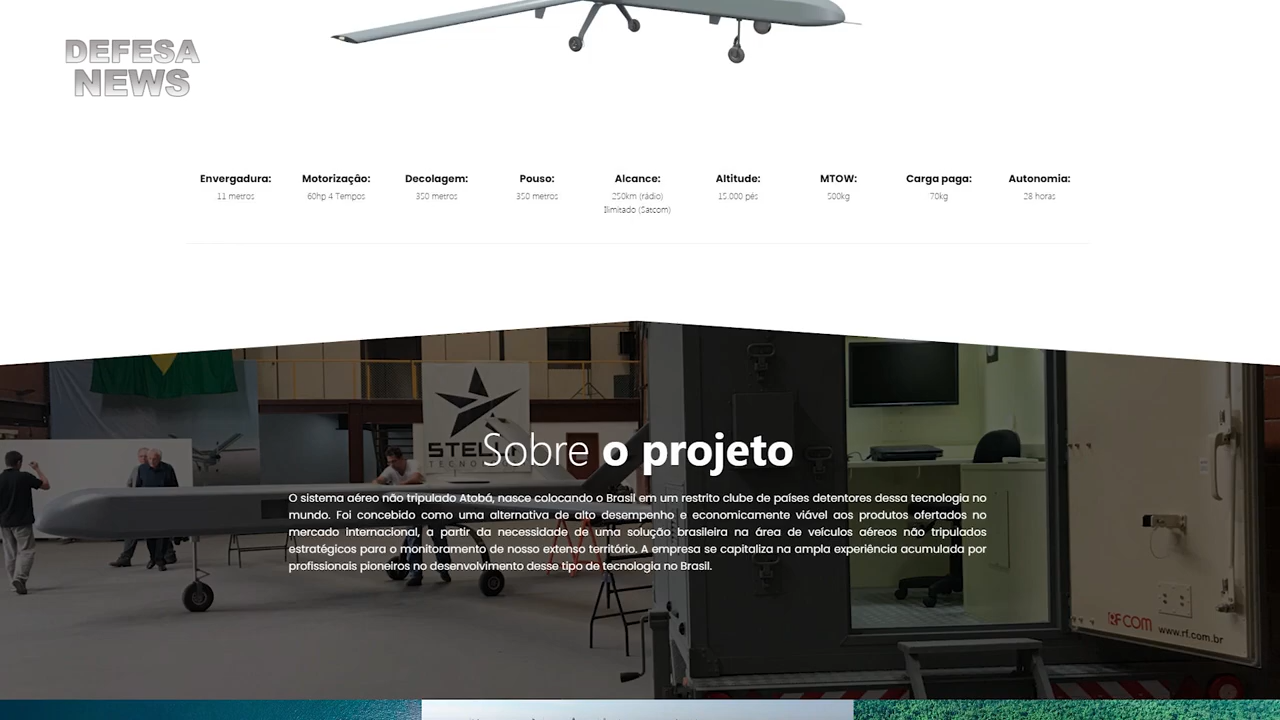 DEFESA
NEWS
Envergadura: Motorização: Decolagem: Pouso: Alcance: Altitude: MTOW: Carga paga: Autonomia:
11 metros 60hp 4 Tempos 350 metros 350 metros 250km (rádio) 15.000 pés 500kg 70kg 28 horas
Ilimitado (Satcom)
STELLA
TECNOLO
Sobre o projeto
O sistema aéreo não tripulado Atobá, nasce colocando o Brasil em um restrito clube de países detentores dessa tecnologia no
mundo. Foi concebido como uma alternativa de alto desempenho e economicamente viável aos produtos ofertados no
mercado internacional, a partir da necessidade de uma solução brasileira na área de veículos aéreos não tripulados
estratégicos para o monitoramento de nosso extenso território. A empresa se capitaliza na ampla experiência acumulada por
profissionais pioneiros no desenvolvimento desse tipo de tecnologia no Brasil.
RFCOM www.rf.com.br